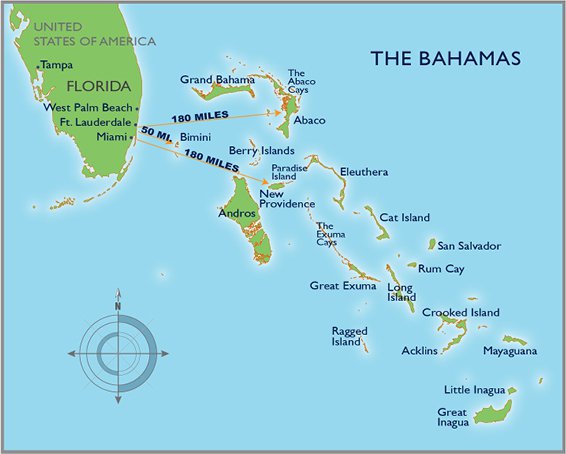 UNITED
STATES OF AMERICA
THE BAHAMAS
Tampa
FLORIDA
Grand Bahama
The
Abaco
Cays
West Palm Beach
Ft. Lauderdale
Miami
180 MILES
50 MI.
180 MILES
Abaco
Bimini
Berry Islands
Paradise
Island
Eleuthera
New
Providence
Andros
Cat Island
The
Exuma
Cays
San Salvador
Rum Cay
Great Exuma
Long
Island
N
Crooked Island
Ragged
Island
Acklins
Mayaguana
Little Inagua
Great
Inagua